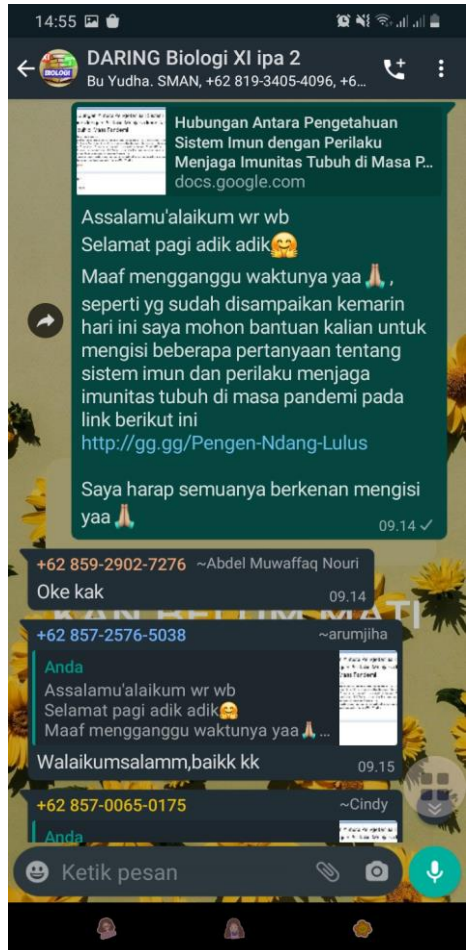 14:55
DARING Biologi XI ipa 2
Bu Yudha. SMAN, +62 819-3405-4096, +6...
Hubungan Antara Pengetahuan
Sistem Imun dengan Perilaku
Menjaga Imunitas Tubuh di Masa P...
docs.google.com
Assalamu'alaikum wr wb
Selamat pagi adik adik🤗
Maaf mengganggu waktunya yaa🙏🏻,
seperti yg sudah disampaikan kemarin
hari ini saya mohon bantuan kalian untuk
mengisi beberapa pertanyaan tentang
sistem imun dan perilaku menjaga
imunitas tubuh di masa pandemi pada
link berikut ini
http://gg.gg/Pengen-Ndang-Lulus
Saya harap semuanya berkenan mengisi
yaa🙏🏻
09.14
+62 859-2902-7276 ~Abdel Muwaffaq Nouri
Oke kak
09.14
KAN BELUM MATI
+62 857-2576-5038 ~arumjiha
Anda
Assalamu'alaikum wr wb
Selamat pagi adik adik🤗
Maaf mengganggu waktunya yaa🙏🏻...
Walaikumsalamm,baikk kk
09.15
+62 857-0065-0175 ~Cindy
Anda
Ketik pesan